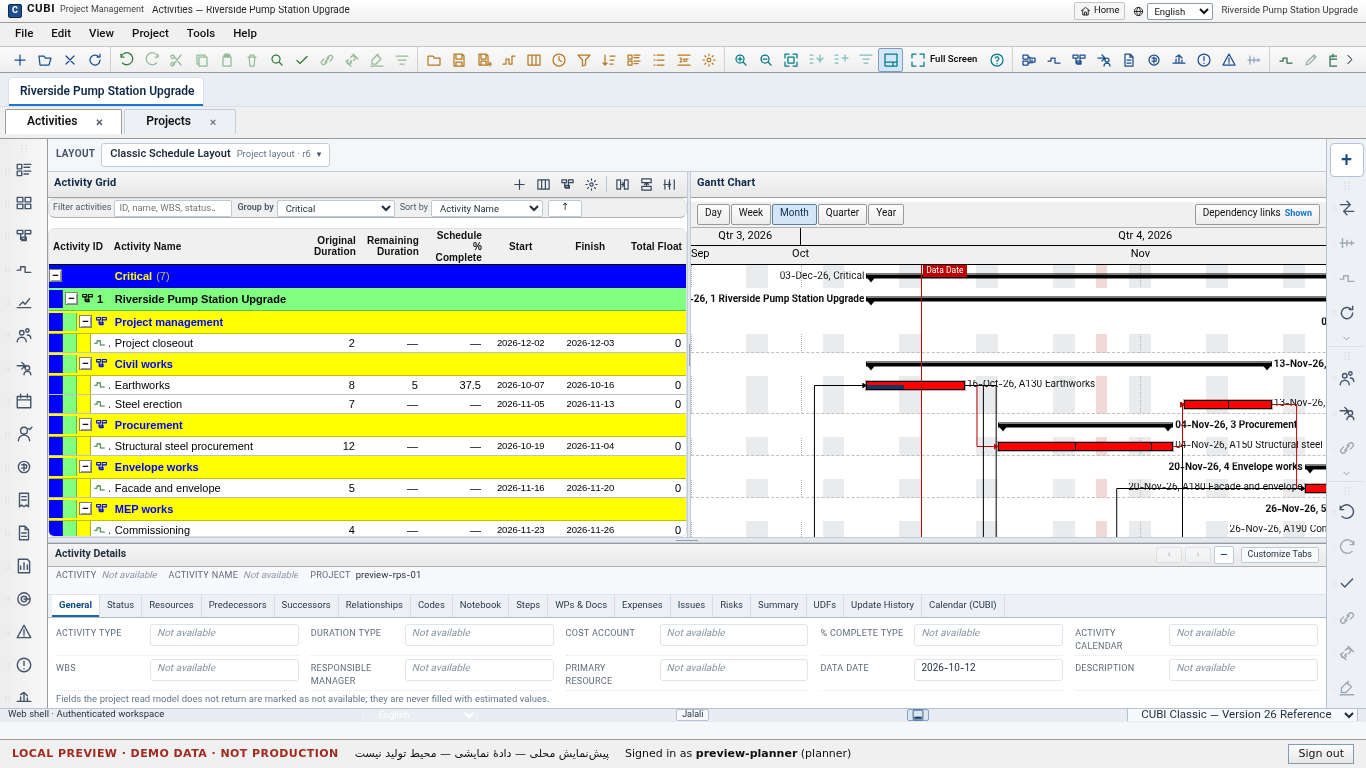 CUBI Project Management Activities — Riverside Pump Station Upgrade Home English Riverside Pump Station Upgrade
File Edit View Project Tools Help
Full Screen
Riverside Pump Station Upgrade
Activities × Projects ×
LAYOUT Classic Schedule Layout Project layout · r6
Activity Grid
Filter activities ID, name, WBS, status.. Group by Critical Sort by Activity Name ↑
Activity ID Activity Name Original Duration Remaining Duration Schedule % Complete Start Finish Total Float
Critical (7)
1 Riverside Pump Station Upgrade
Project management
. Project closeout 2 — — 2026-12-02 2026-12-03 0
Civil works
. Earthworks 8 5 37.5 2026-10-07 2026-10-16 0
. Steel erection 7 — — 2026-11-05 2026-11-13 0
Procurement
. Structural steel procurement 12 — — 2026-10-19 2026-11-04 0
Envelope works
. Facade and envelope 5 — — 2026-11-16 2026-11-20 0
MEP works
. Commissioning 4 — — 2026-11-23 2026-11-26 0
Gantt Chart
Day Week Month Quarter Year Dependency links Shown
Qtr 3, 2026 Qtr 4, 2026
Sep Oct Nov
03-Dec-26, Critical Data Date
-26, 1 Riverside Pump Station Upgrade
0
13-Nov-26,
16-Oct-26, A130 Earthworks
13-Nov-26,
04-Nov-26, 3 Procurement
04-Nov-26, A150 Structural steel
20-Nov-26, 4 Envelope works
20-Nov-26, A180 Facade and envelope
26-Nov-26, 5
26-Nov-26, A190 Con
Activity Details Customize Tabs
ACTIVITY Not available ACTIVITY NAME Not available PROJECT preview-rps-01
General Status Resources Predecessors Successors Relationships Codes Notebook Steps WPs & Docs Expenses Issues Risks Summary UDFs Update History Calendar (CUBI)
ACTIVITY TYPE Not available DURATION TYPE Not available COST ACCOUNT Not available % COMPLETE TYPE Not available ACTIVITY CALENDAR Not available
WBS Not available RESPONSIBLE MANAGER Not available PRIMARY RESOURCE Not available DATA DATE 2026-10-12 DESCRIPTION Not available
Fields the project read model does not return are marked as not available; they are never filled with estimated values.
Web shell · Authenticated workspace English Jalali CUBI Classic — Version 26 Reference
LOCAL PREVIEW · DEMO DATA · NOT PRODUCTION پیش‌نمایش محلی — دادهٔ نمایشی — محیط تولید نیست Signed in as preview-planner (planner) Sign out